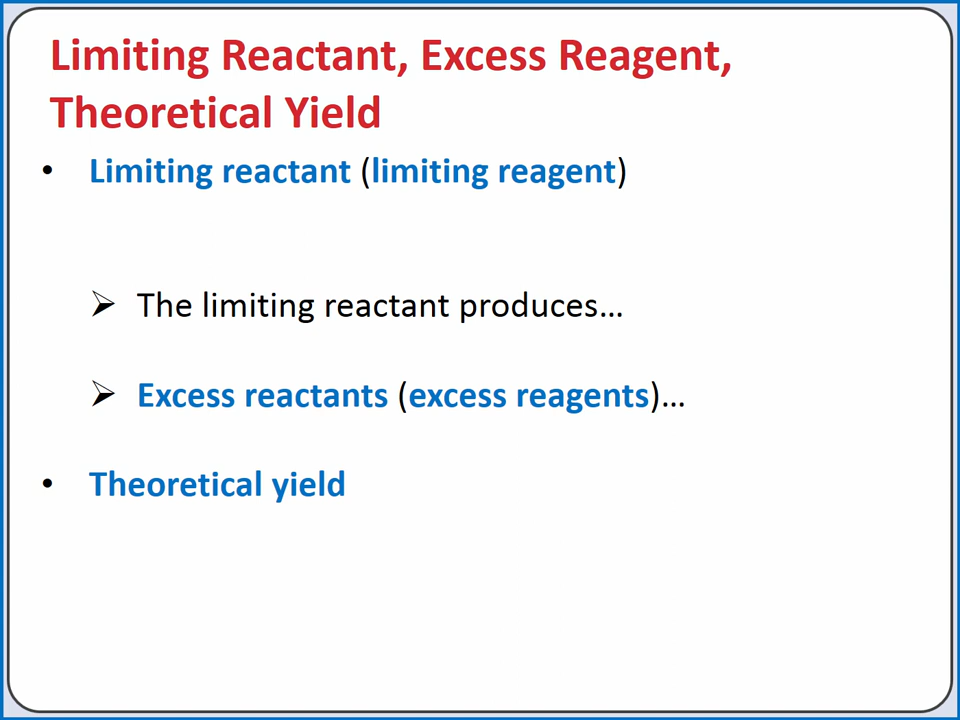 Limiting Reactant, Excess Reagent,
Theoretical Yield
• Limiting reactant (limiting reagent)
➢ The limiting reactant produces…
➢ Excess reactants (excess reagents)…
• Theoretical yield